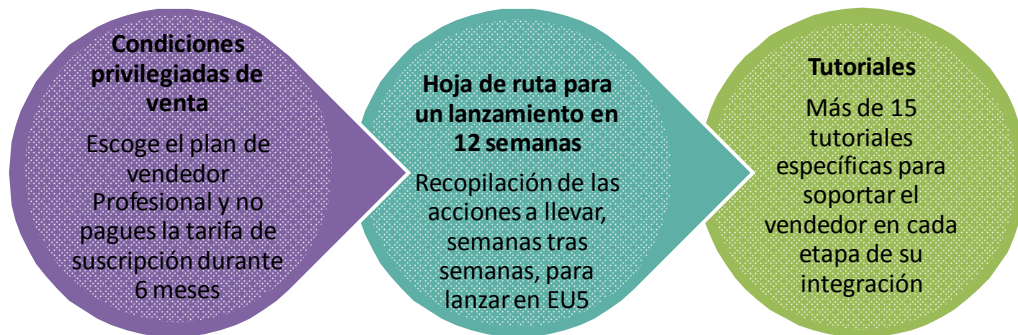 Condiciones
privilegiadas de
venta
Escoge el plan de
vendedor
Profesional y no
pagues la tarifa de
suscripción durante
6 meses
Hoja de ruta para
un lanzamiento en
12 semanas
Recopilación de las
acciones a llevar,
semanas tras
semanas, para
lanzar en EU5
Tutoriales
Más de 15
tutoriales
específicas para
soportar el
vendedor en cada
etapa de su
integración